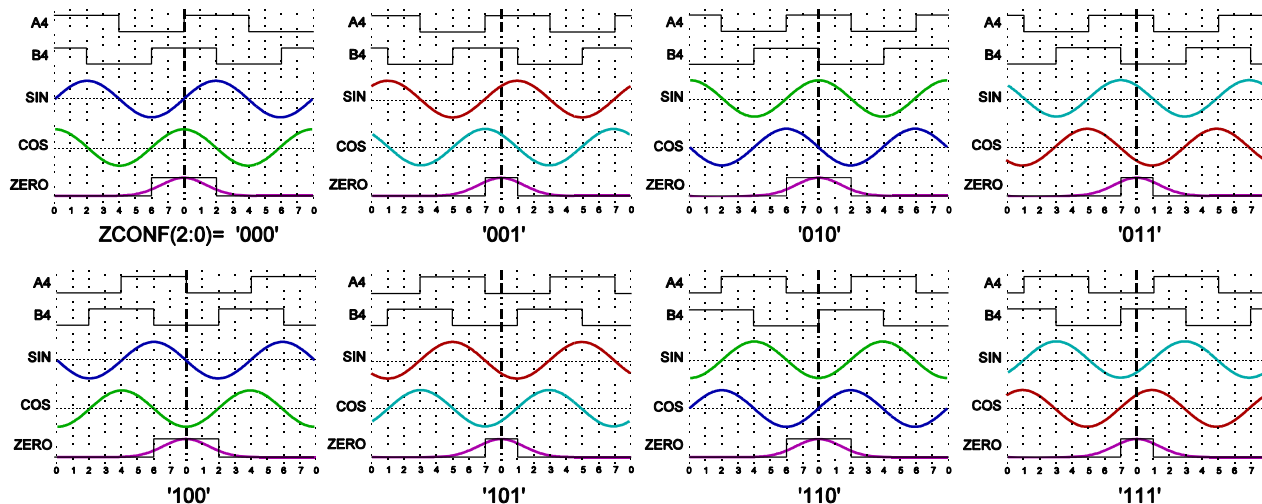 A4
B4
SIN
COS
ZERO
0 1 2 3 4 5 6 7 0 1 2 3 4 5 6 7 0
ZCONF(2:0)= '000'
A4
B4
SIN
COS
ZERO
0 1 2 3 4 5 6 7 0 1 2 3 4 5 6 7 0
'001'
A4
B4
SIN
COS
ZERO
0 1 2 3 4 5 6 7 0 1 2 3 4 5 6 7 0
'010'
A4
B4
SIN
COS
ZERO
0 1 2 3 4 5 6 7 0 1 2 3 4 5 6 7
'011'
A4
B4
SIN
COS
ZERO
0 1 2 3 4 5 6 7 0 1 2 3 4 5 6 7 0
'100'
A4
B4
SIN
COS
ZERO
0 1 2 3 4 5 6 7 0 1 2 3 4 5 6 7 0
'101'
A4
B4
SIN
COS
ZERO
0 1 2 3 4 5 6 7 0 1 2 3 4 5 6 7 0
'110'
A4
B4
SIN
COS
ZERO
0 1 2 3 4 5 6 7 0 1 2 3 4 5 6 7
'111'